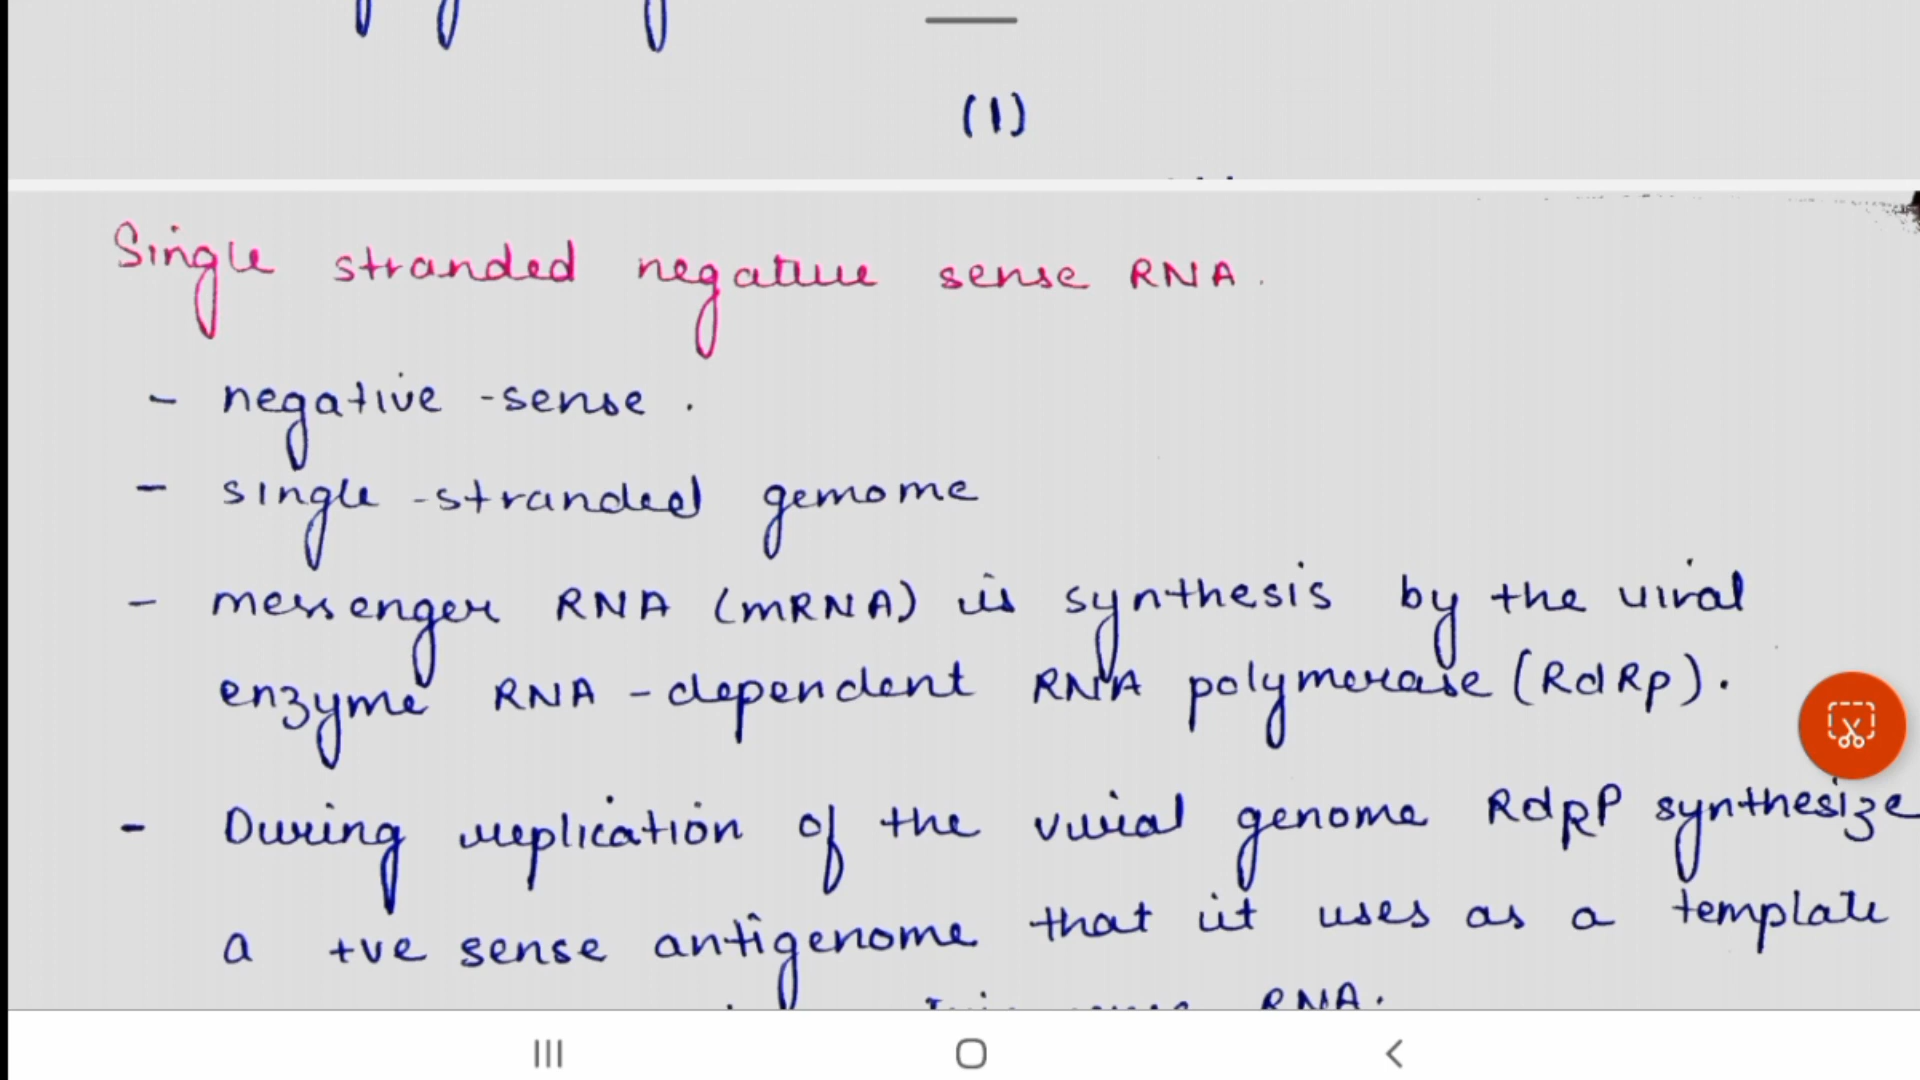 (1)
Single stranded negative sense RNA.
- negative-sense.
- single-stranded genome
- messenger RNA (mRNA) is synthesis by the viral
enzyme RNA-dependent RNA polymerase (RdRp).
- During replication of the viral genome RdRP synthesize
a +ve sense antigenome that it uses as a template
RNA.